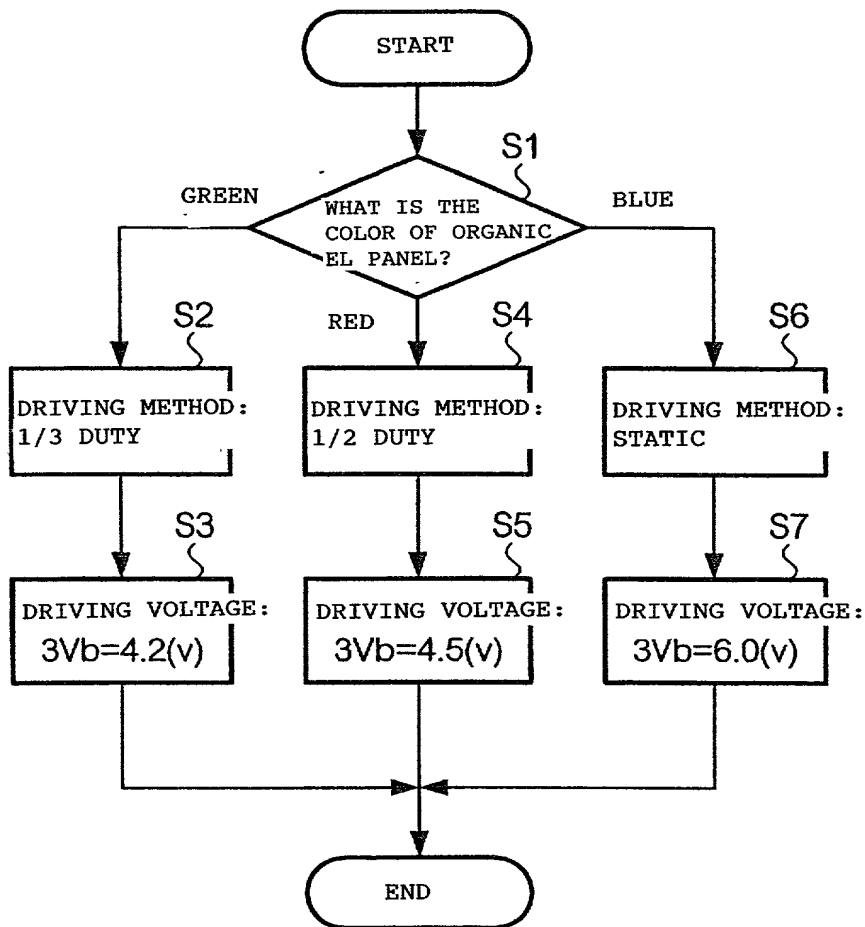 START
S1
GREEN
WHAT IS THE
COLOR OF ORGANIC
EL PANEL?
BLUE
RED
S2
DRIVING METHOD:
1/3 DUTY
S4
DRIVING METHOD:
1/2 DUTY
S6
DRIVING METHOD:
STATIC
S3
DRIVING VOLTAGE:
3Vb=4.2(v)
S5
DRIVING VOLTAGE:
3Vb=4.5(v)
S7
DRIVING VOLTAGE:
3Vb=6.0(v)
END